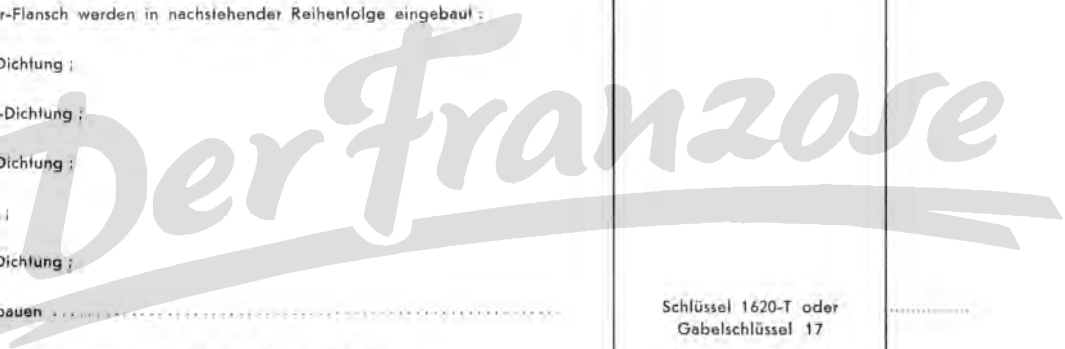 r-Flansch werden in nachstehender Reihenfolge eingebaut :
Dichtung ;
-Dichtung ;
Dichtung ;
;
Dichtung ;
bauen ........................................................
Schlüssel 1620-T oder
Gabelschlüssel 17
..............
Der Franzose